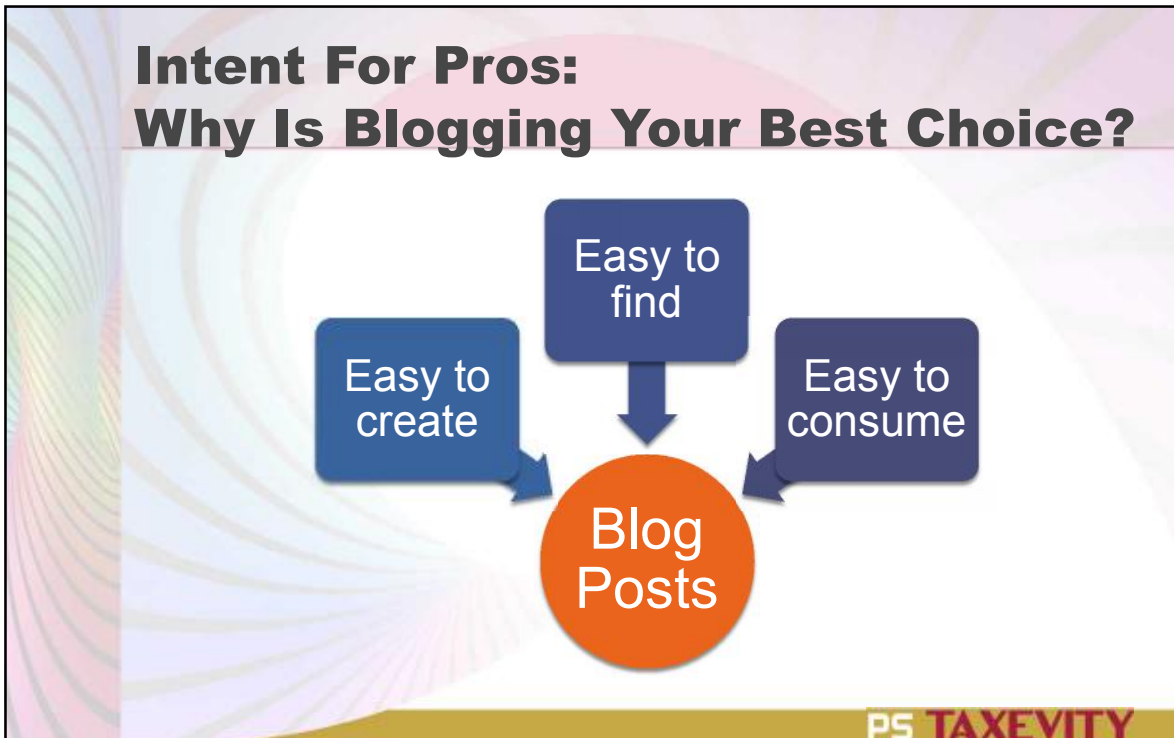 Intent For Pros:
Why Is Blogging Your Best Choice?
Easy to
find
Easy to
create
Easy to
consume
Blog
Posts
PS TAXEVITY